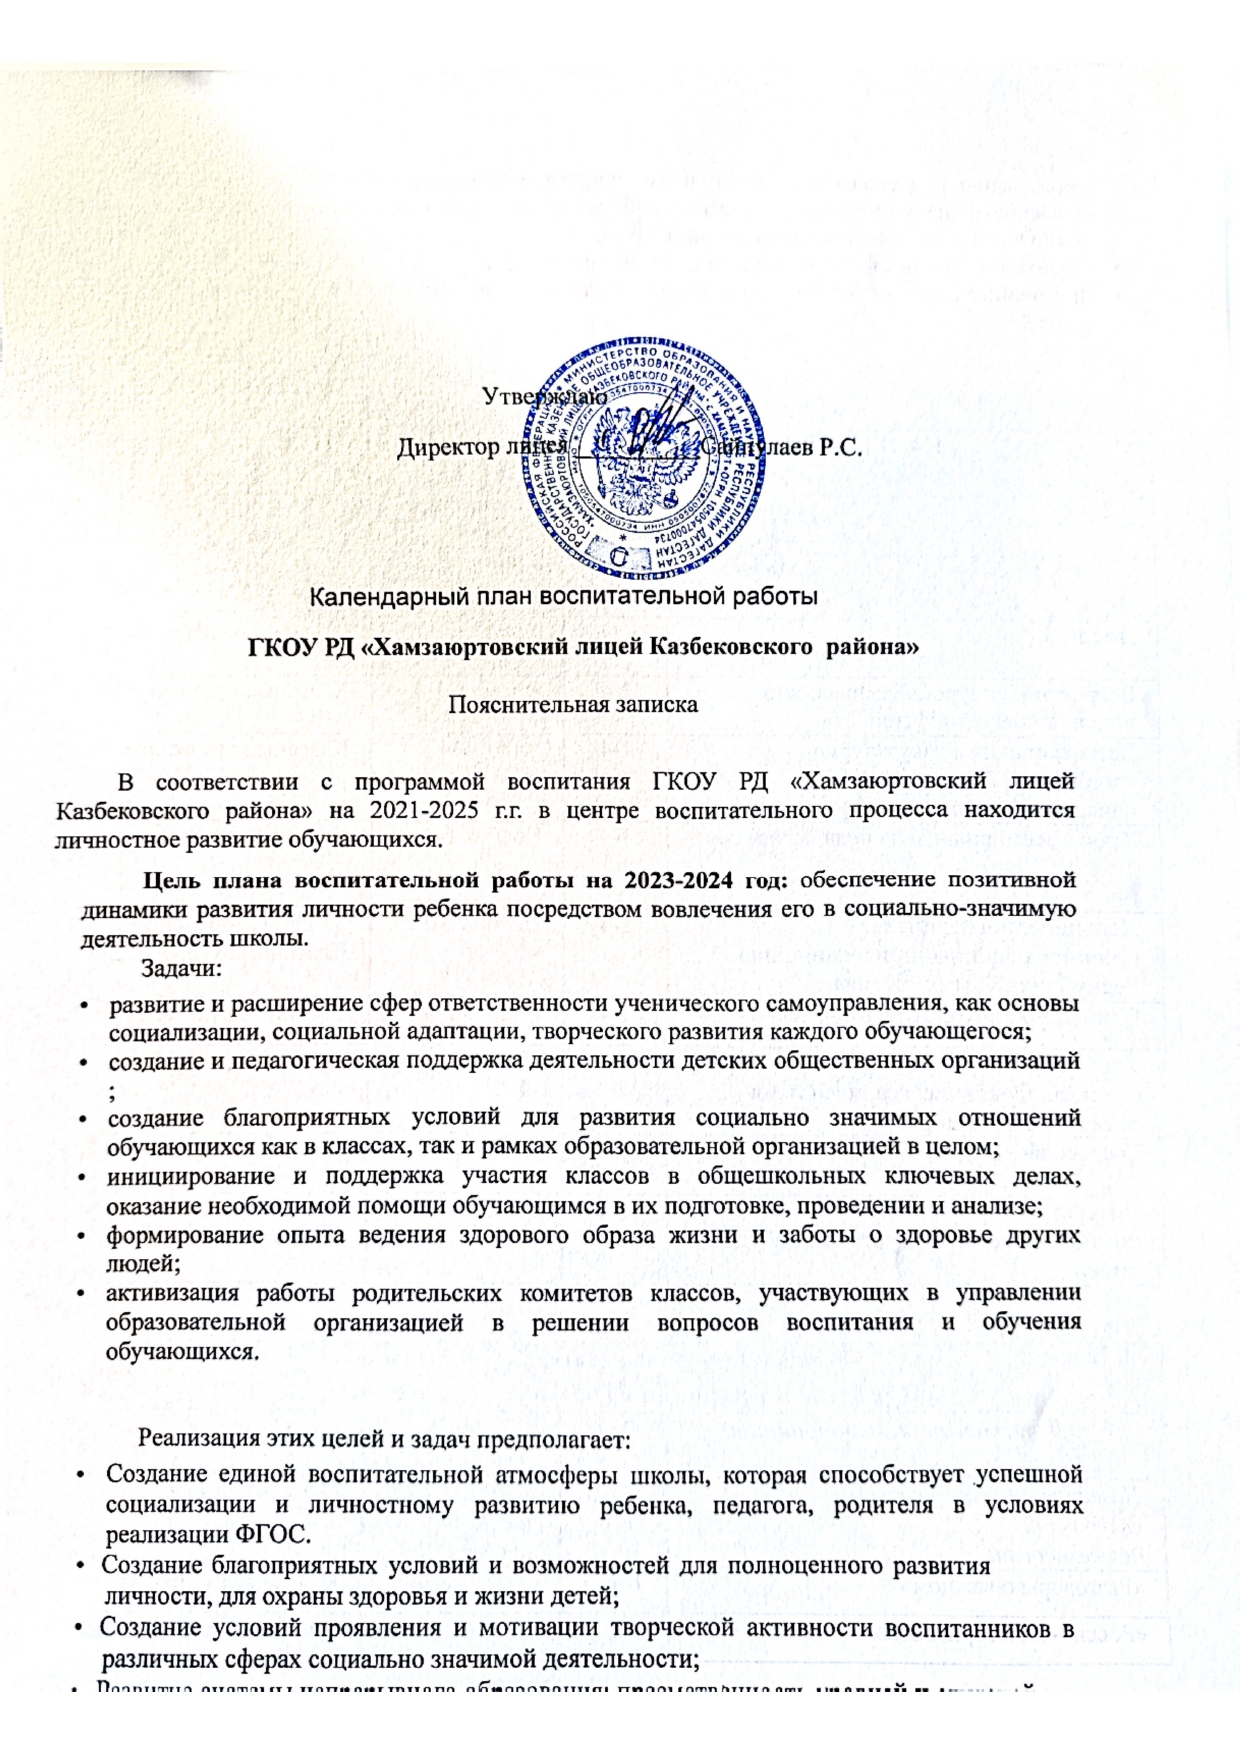 Утверждаю
Директор лицея Сайпулаев Р.С.
РОССИЙСКАЯ ФЕДЕРАЦИЯ * МИНИСТЕРСТВО ОБРАЗОВАНИЯ И НАУКИ РЕСПУБЛИКИ ДАГЕСТАН
Календарный план воспитательной работы
ГКОУ РД «Хамзаюртовский лицей Казбековского района»
Пояснительная записка
В соответствии с программой воспитания ГКОУ РД «Хамзаюртовский лицей
Казбековского района» на 2021-2025 г.г. в центре воспитательного процесса находится
личностное развитие обучающихся.
Цель плана воспитательной работы на 2023-2024 год: обеспечение позитивной
динамики развития личности ребенка посредством вовлечения его в социально-значимую
деятельность школы.
Задачи:
• развитие и расширение сфер ответственности ученического самоуправления, как основы
социализации, социальной адаптации, творческого развития каждого обучающегося;
• создание и педагогическая поддержка деятельности детских общественных организаций
;
• создание благоприятных условий для развития социально значимых отношений
обучающихся как в классах, так и рамках образовательной организацией в целом;
• инициирование и поддержка участия классов в общешкольных ключевых делах,
оказание необходимой помощи обучающимся в их подготовке, проведении и анализе;
• формирование опыта ведения здорового образа жизни и заботы о здоровье других
людей;
• активизация работы родительских комитетов классов, участвующих в управлении
образовательной организацией в решении вопросов воспитания и обучения
обучающихся.
Реализация этих целей и задач предполагает:
• Создание единой воспитательной атмосферы школы, которая способствует успешной
социализации и личностному развитию ребенка, педагога, родителя в условиях
реализации ФГОС.
• Создание благоприятных условий и возможностей для полноценного развития
личности, для охраны здоровья и жизни детей;
• Создание условий проявления и мотивации творческой активности воспитанников в
различных сферах социально значимой деятельности;